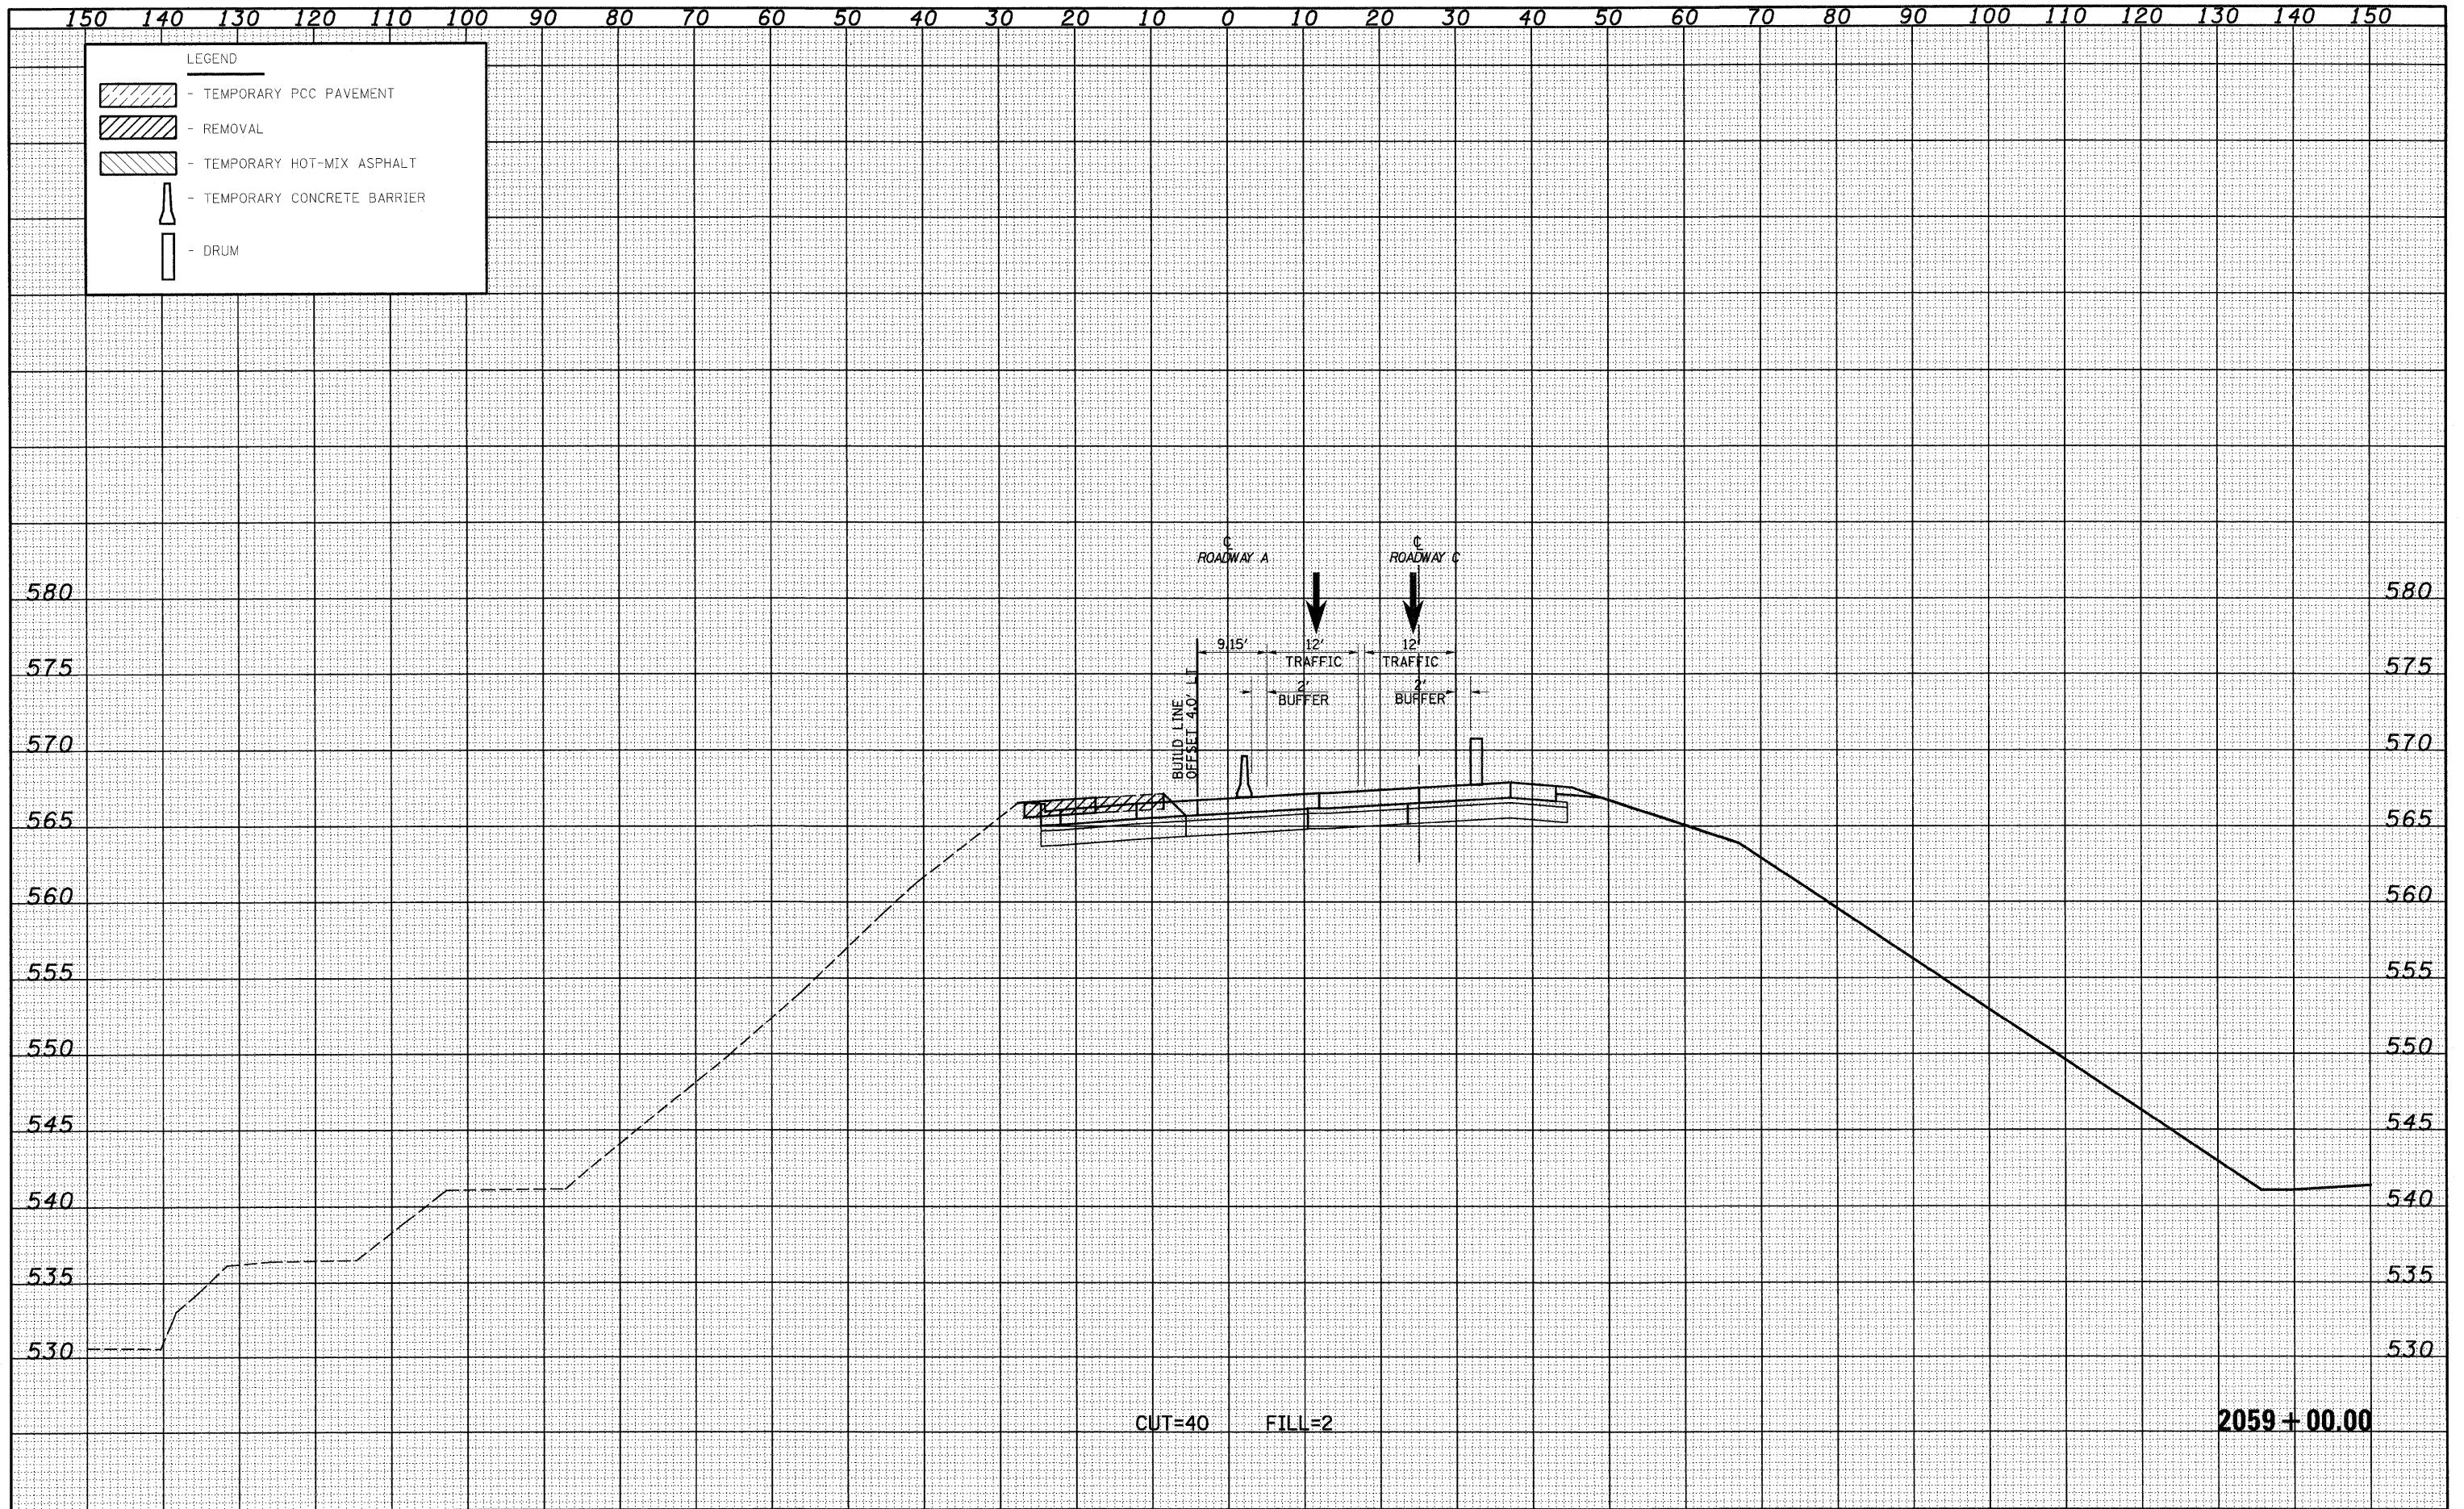 150 140 130 120 110 100 90 80 70 60 50 40 30 20 10 0 10 20 30 40 50 60 70 80 90 100 110 120 130 140 150
LEGEND
- TEMPORARY PCC PAVEMENT
- REMOVAL
- TEMPORARY HOT-MIX ASPHALT
- TEMPORARY CONCRETE BARRIER
- DRUM
℄ ℄
ROADWAY A ROADWAY C
580 580
9.15' 12' 12'
TRAFFIC TRAFFIC
575 575
2' 2'
BUFFER BUFFER
BUILD LINE
OFFSET 4.0' LT
570 570
565 565
560 560
555 555
550 550
545 545
540 540
535 535
530 530
CUT=40 FILL=2
2059+00.00